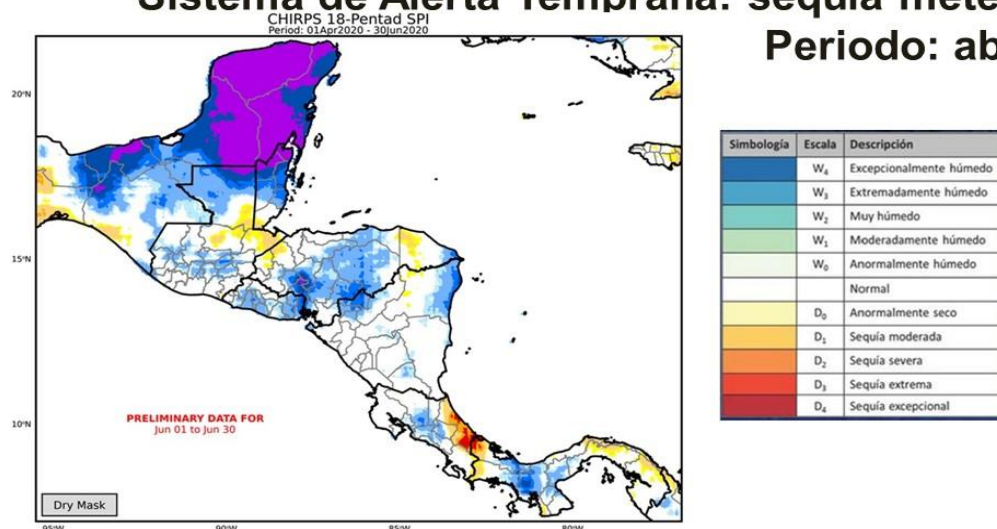 Sistema de Alerta Temprana: sequía
Periodo:
CHIRPS 18-Pentad SPI
Period: 01Apr2020 - 30Jun2020
20°N
15°N
10°N
PRELIMINARY DATA FOR
Jun 01 to Jun 30
Dry Mask
95°W
90°W
85°W
80°W
Simbología Escala Descripción
W₄ Excepcionalmente húmedo
W₃ Extremadamente húmedo
W₂ Muy húmedo
W₁ Moderadamente húmedo
W₀ Anormalmente húmedo
Normal
D₀ Anormalmente seco
D₁ Sequía moderada
D₂ Sequía severa
D₃ Sequía extrema
D₄ Sequía excepcional